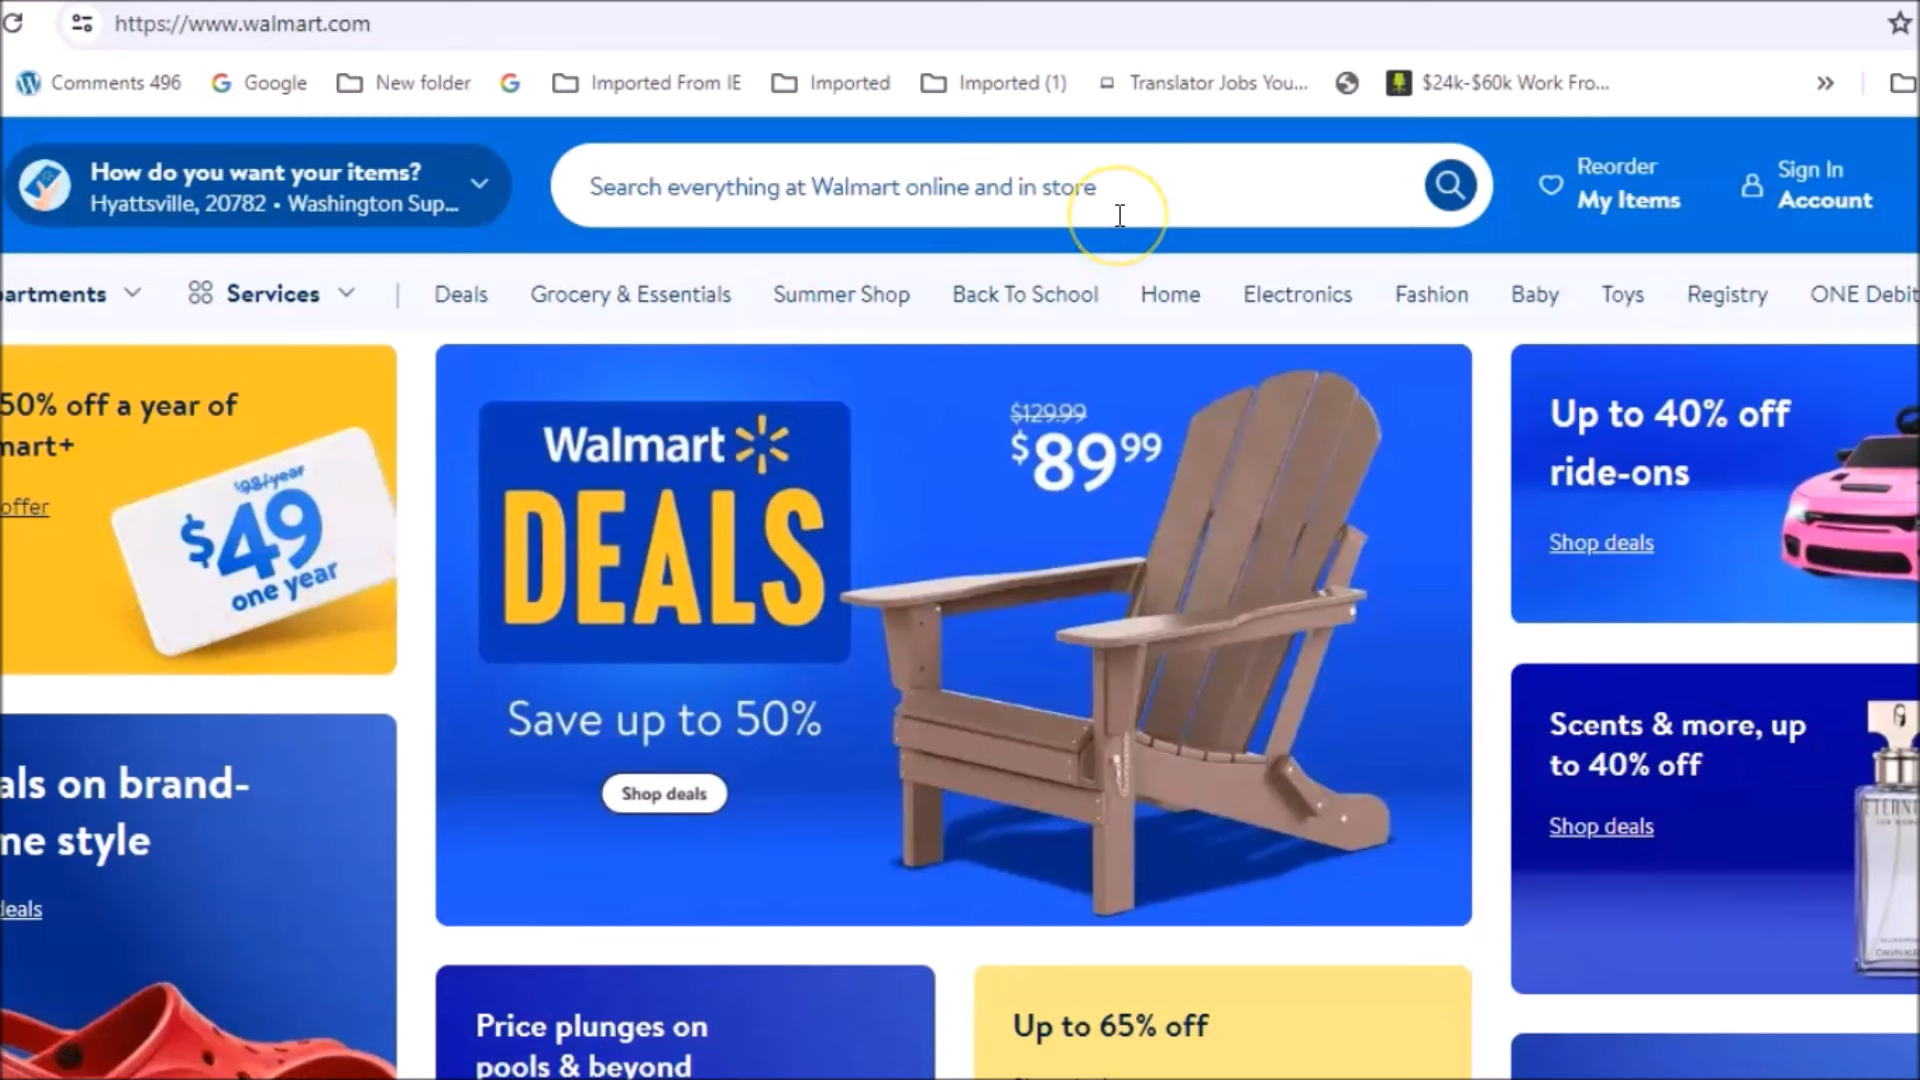 https://www.walmart.com
Comments 496
Google
New folder
Imported From IE
Imported
Imported (1)
Translator Jobs You...
$24k-$60k Work Fro...
How do you want your items?
Hyattsville, 20782 • Washington Sup...
Search everything at Walmart online and in store
Reorder
My Items
Sign In
Account
artments
Services
Deals
Grocery & Essentials
Summer Shop
Back To School
Home
Electronics
Fashion
Baby
Toys
Registry
ONE Debit
50% off a year of
mart+
offer
$98/year
$49
one year
als on brand-
me style
deals
Walmart
DEALS
Save up to 50%
Shop deals
$129.99
$89.99
Up to 40% off
ride-ons
Shop deals
Scents & more, up
to 40% off
Shop deals
ETERN
Price plunges on
pools & beyond
Up to 65% off